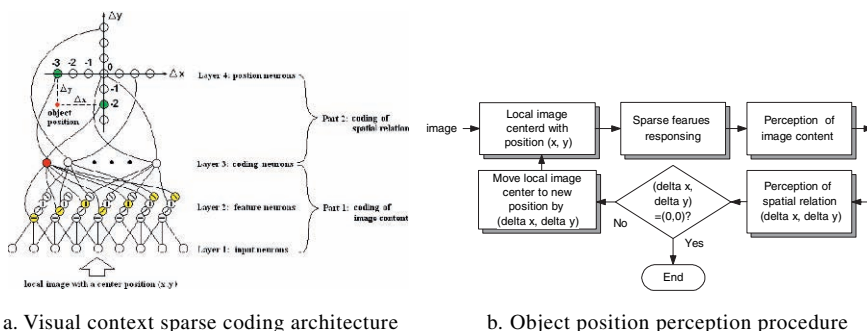 Δy
-3 -2 -1 0
Δx
Layer 4: postion neurons
Δy
-1
Δx
-2
object
position
Part 2: coding of
spatial relation
Layer 3: coding neurons
Layer 2: feature neurons
Part 1: coding of
image content
Layer 1: input neurons
local image with a center position (x,y)
a. Visual context sparse coding architecture
image
Local image
centerd with
position (x, y)
Sparse fearues
responsing
Perception of
image content
Move local image
center to new
position by
(delta x, delta y)
(delta x,
delta y)
=(0,0)?
Perception of
spatial relation
(delta x, delta y)
No
Yes
End
b. Object position perception procedure